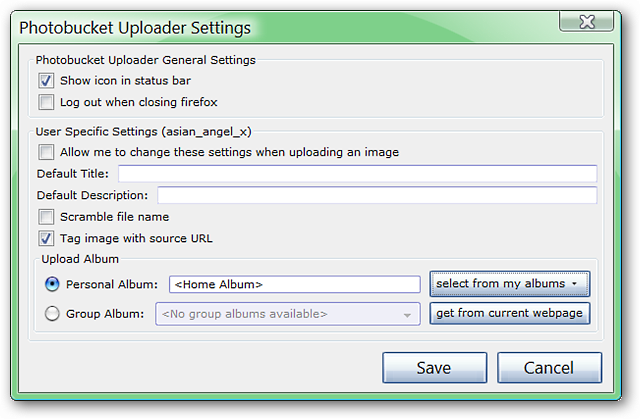 Photobucket Uploader Settings
Photobucket Uploader General Settings
Show icon in status bar
Log out when closing firefox
User Specific Settings (asian_angel_x)
Allow me to change these settings when uploading an image
Default Title:
Default Description:
Scramble file name
Tag image with source URL
Upload Album
Personal Album: <Home Album> select from my albums
Group Album: <No group albums available> get from current webpage
Save Cancel